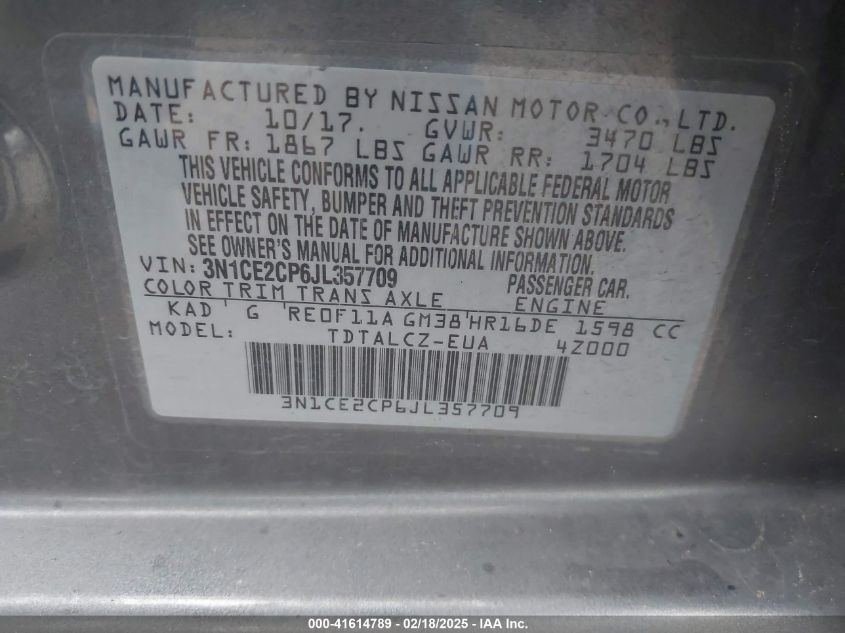 MANUFACTURED BY NISSAN MOTOR CO., LTD.
DATE: 10/17. GVWR: 3470 LBS
GAWR FR: 1867 LBS GAWR RR: 1704 LBS
THIS VEHICLE CONFORMS TO ALL APPLICABLE FEDERAL MOTOR
VEHICLE SAFETY, BUMPER AND THEFT PREVENTION STANDARDS
IN EFFECT ON THE DATE OF MANUFACTURE SHOWN ABOVE.
SEE OWNER'S MANUAL FOR ADDITIONAL INFORMATION.
VIN: 3N1CE2CP6JL357709 PASSENGER CAR.
COLOR TRIM TRANS AXLE ENGINE
KAD ' G ' RE0F11A GM38 ' HR16DE 1598 CC
MODEL: TDTALCZ-EUA 4Z000
3N1CE2CP6JL357709
000-41614789 - 02/18/2025 - www.iaai.com.